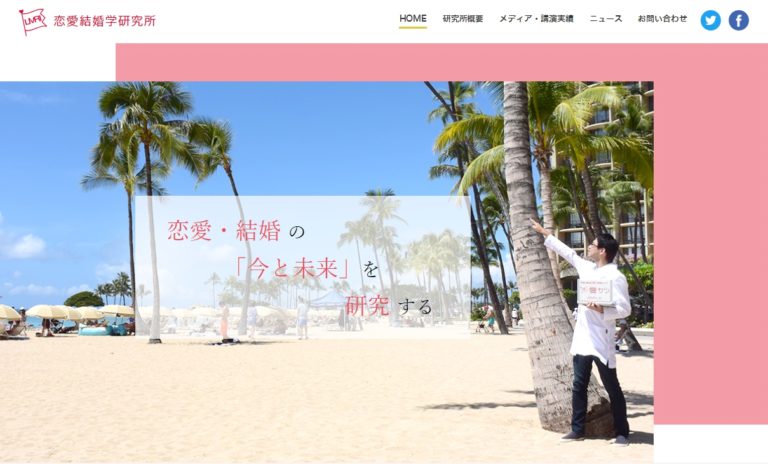 恋愛結婚学研究所
HOME
研究所概要
メディア・講演実績
ニュース
お問い合わせ
恋愛・結婚 の
「今と未来」を
研究 する